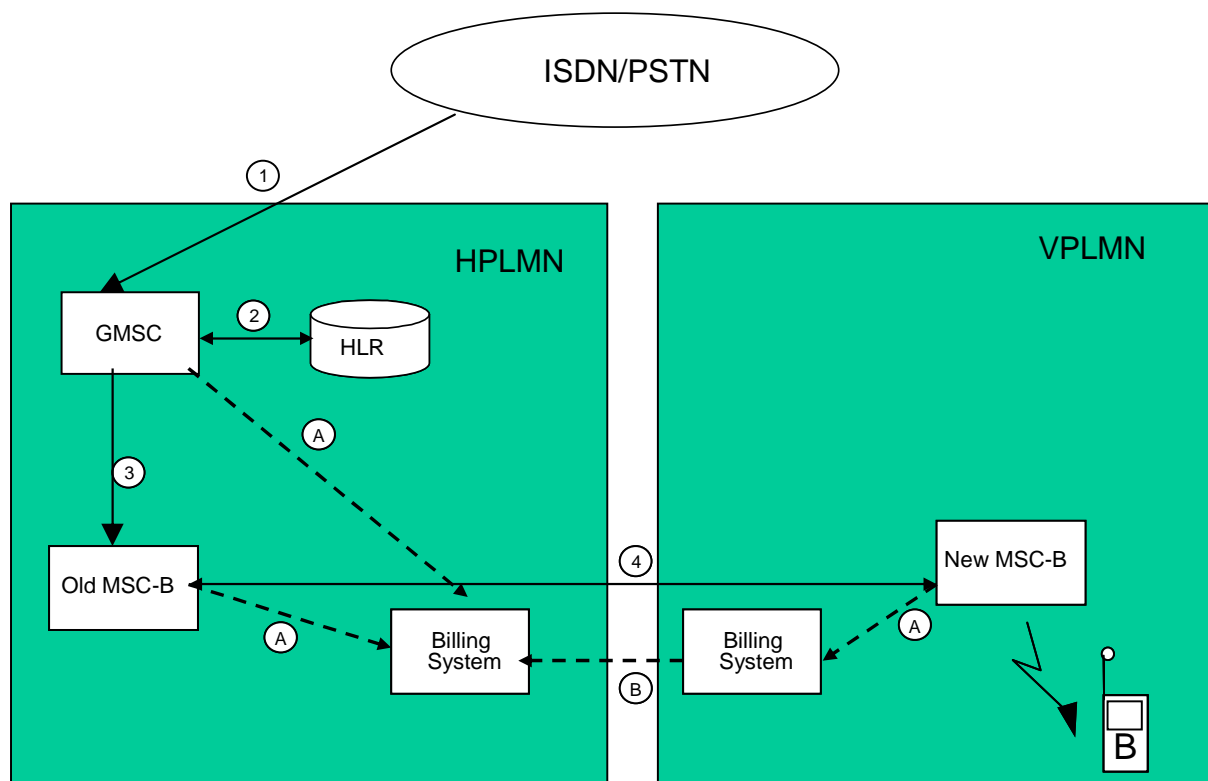 ISDN/PSTN
1
HPLMN
VPLMN
GMSC
2
HLR
A
3
Old MSC-B
4
New MSC-B
A
Billing
System
Billing
System
A
B
B